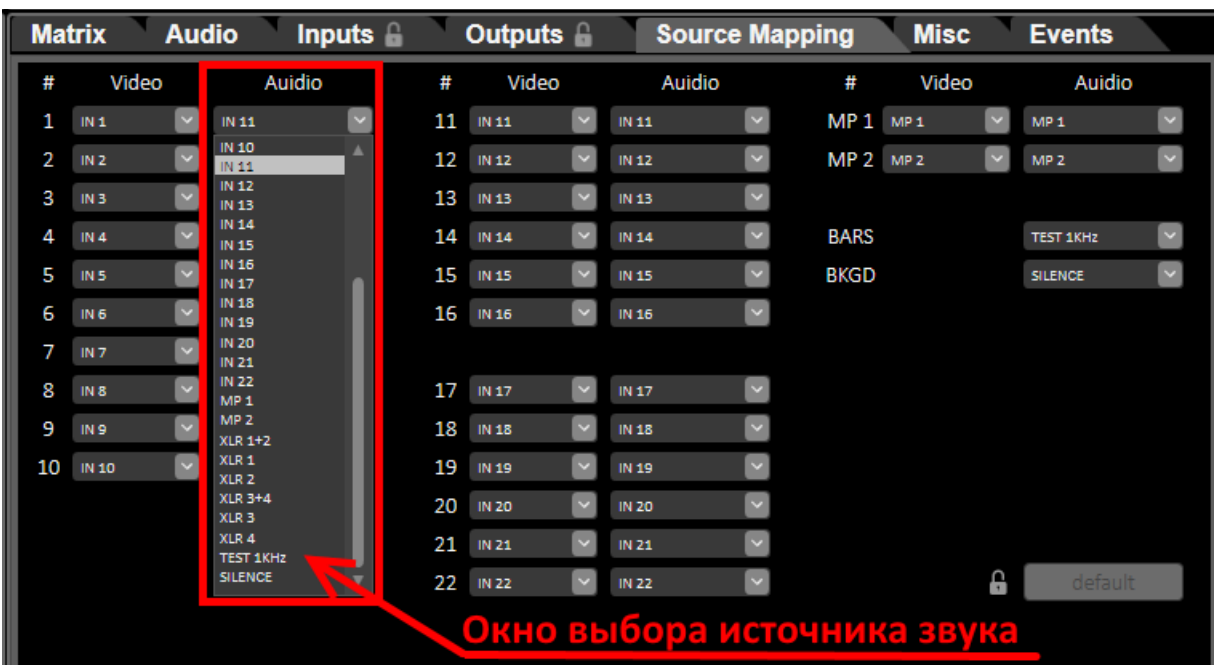 Matrix Audio Inputs Outputs Source Mapping Misc Events
# Video Auidio # Video Auidio # Video Auidio
1 IN 1 IN 11 11 IN 11 IN 11 MP 1 MP 1 MP 1
IN 10
2 IN 2 IN 11 12 IN 12 IN 12 MP 2 MP 2 MP 2
IN 12
3 IN 3 IN 13 13 IN 13 IN 13
IN 14
4 IN 4 IN 15 14 IN 14 IN 14 BARS TEST 1KHz
IN 16
5 IN 5 IN 17 15 IN 15 IN 15 BKGD SILENCE
IN 18
6 IN 6 IN 19 16 IN 16 IN 16
IN 20
7 IN 7 IN 21
IN 22
8 IN 8 MP 1 17 IN 17 IN 17
MP 2
9 IN 9 XLR 1+2 18 IN 18 IN 18
XLR 1
10 IN 10 XLR 2 19 IN 19 IN 19
XLR 3+4
XLR 3 20 IN 20 IN 20
XLR 4
TEST 1KHz 21 IN 21 IN 21
SILENCE 22 IN 22 IN 22 default
Окно выбора источника звука